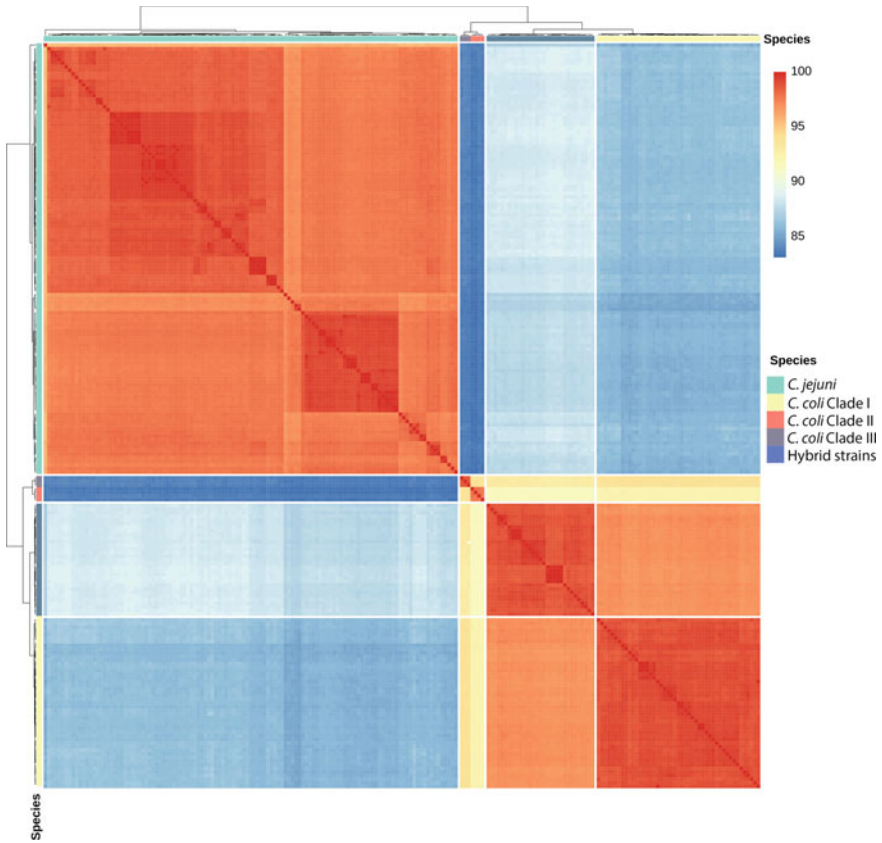 Species
100
95
90
85
Species
C. jejuni
C. coli Clade I
C. coli Clade II
C. coli Clade III
Hybrid strains
Species